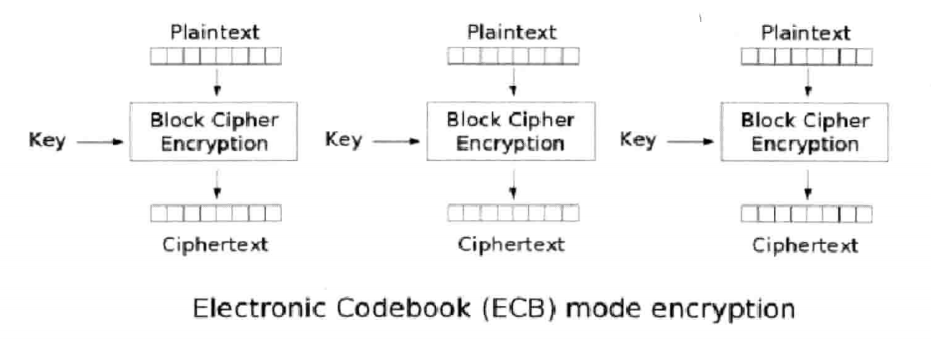 Plaintext Plaintext Plaintext
Key Block Cipher Encryption Key Block Cipher Encryption Key Block Cipher Encryption
Ciphertext Ciphertext Ciphertext
Electronic Codebook (ECB) mode encryption